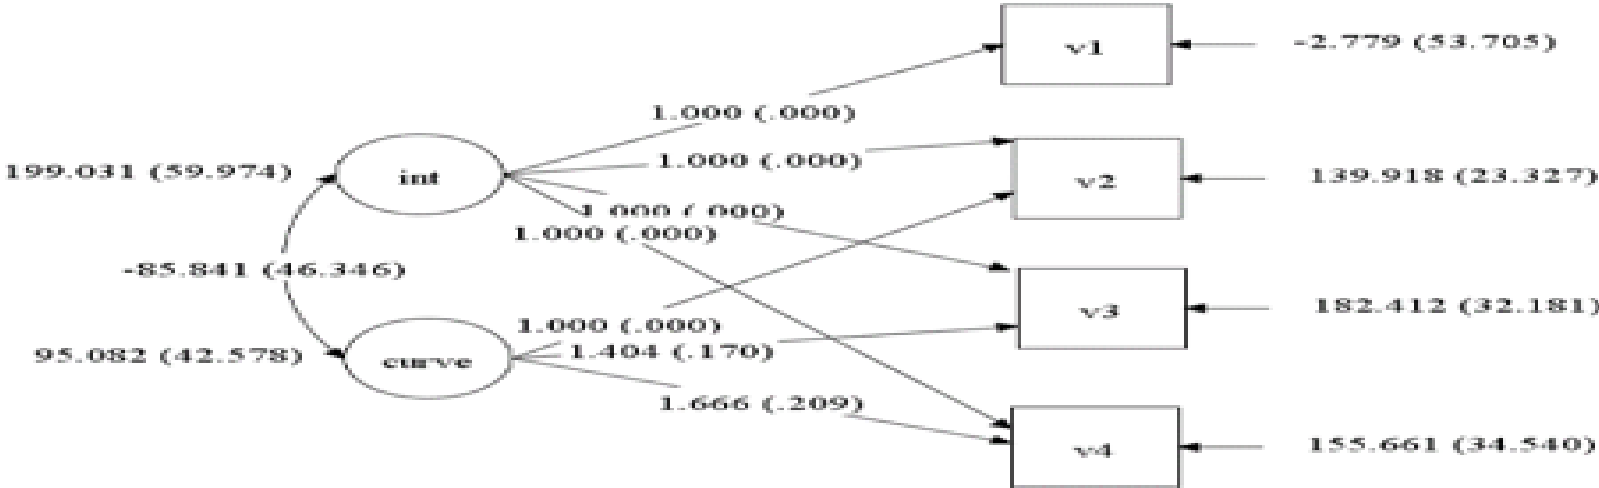 v1
-2.779 (53.705)
1.000 (.000)
1.000 (.000)
199.031 (59.974)
int
v2
139.918 (23.327)
1.000 (.000)
1.000 (.000)
-85.841 (46.346)
v3
182.412 (32.181)
1.000 (.000)
1.404 (.170)
95.082 (42.578)
curve
1.666 (.209)
v4
155.661 (34.540)